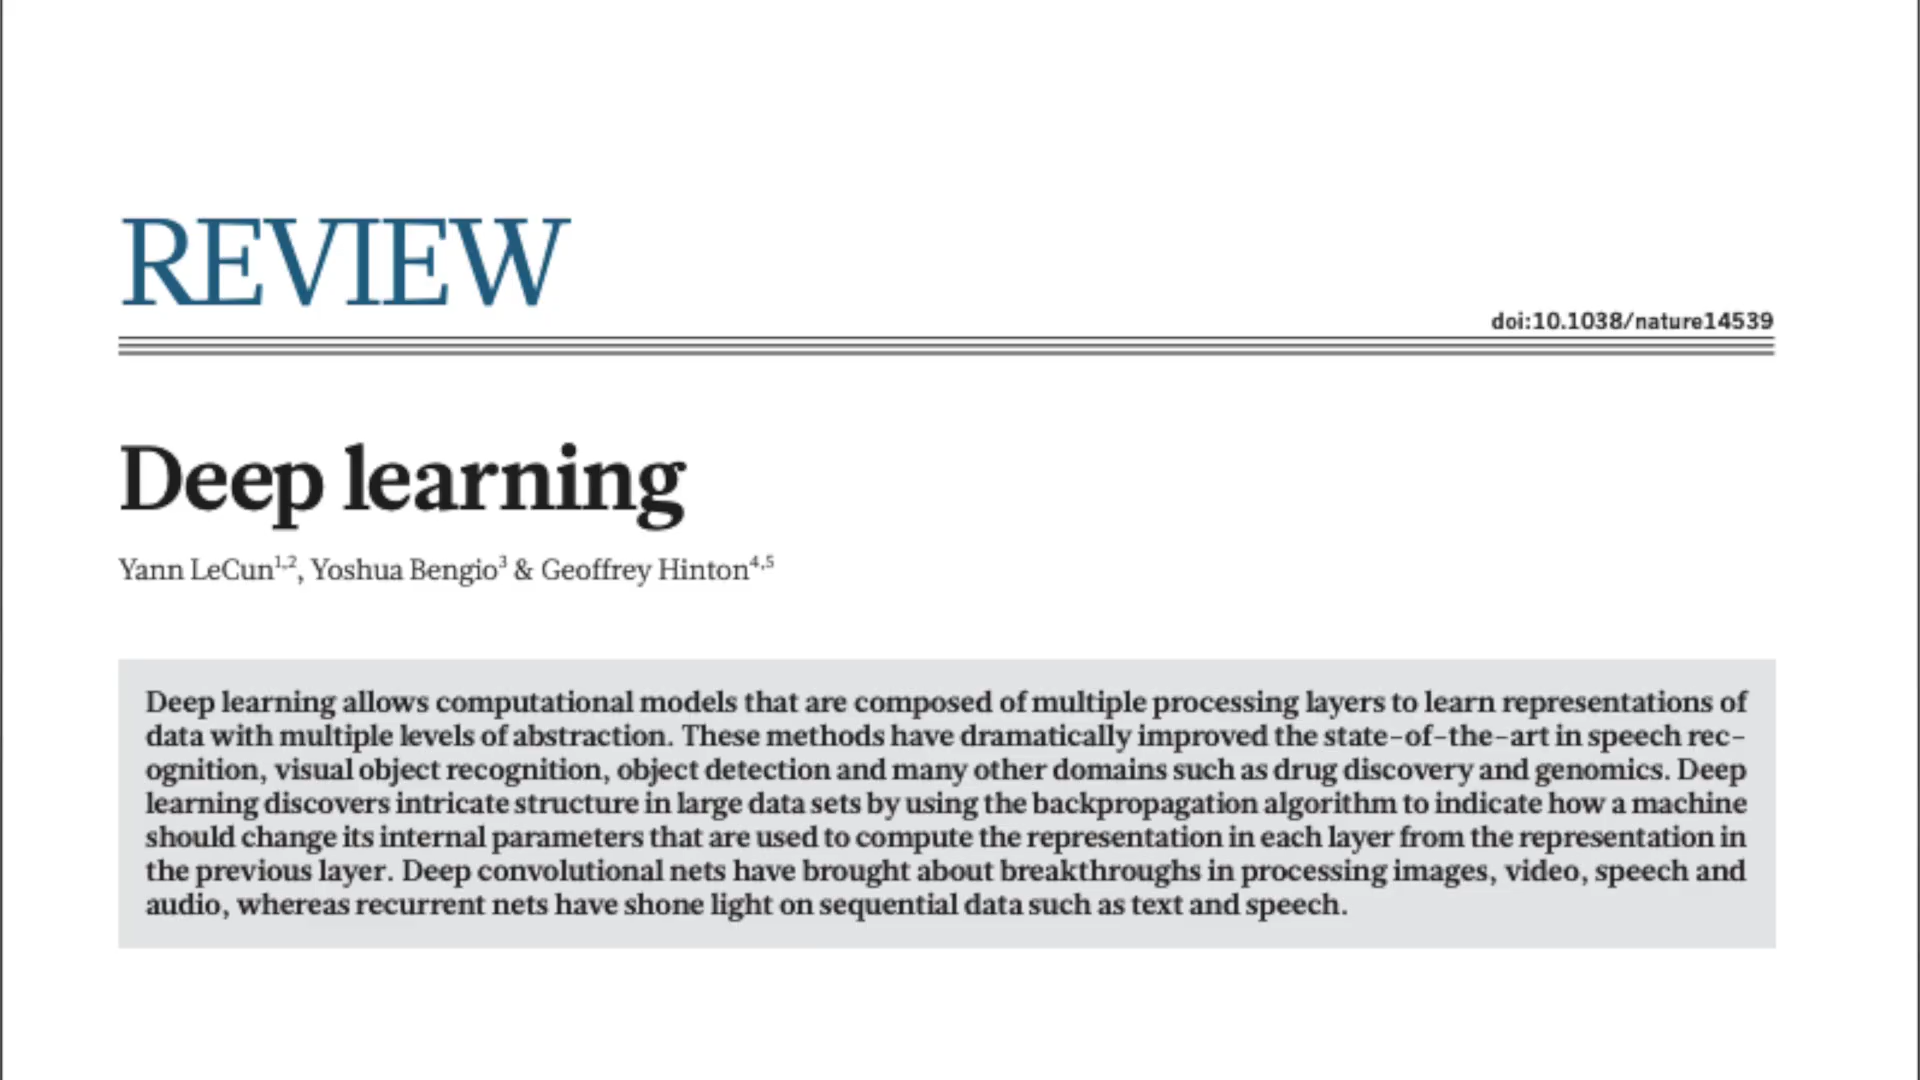 REVIEW
doi:10.1038/nature14539
Deep learning
Yann LeCun1,2, Yoshua Bengio3 & Geoffrey Hinton4,5
Deep learning allows computational models that are composed of multiple processing layers to learn representations of
data with multiple levels of abstraction. These methods have dramatically improved the state-of-the-art in speech rec-
ognition, visual object recognition, object detection and many other domains such as drug discovery and genomics. Deep
learning discovers intricate structure in large data sets by using the backpropagation algorithm to indicate how a machine
should change its internal parameters that are used to compute the representation in each layer from the representation in
the previous layer. Deep convolutional nets have brought about breakthroughs in processing images, video, speech and
audio, whereas recurrent nets have shone light on sequential data such as text and speech.